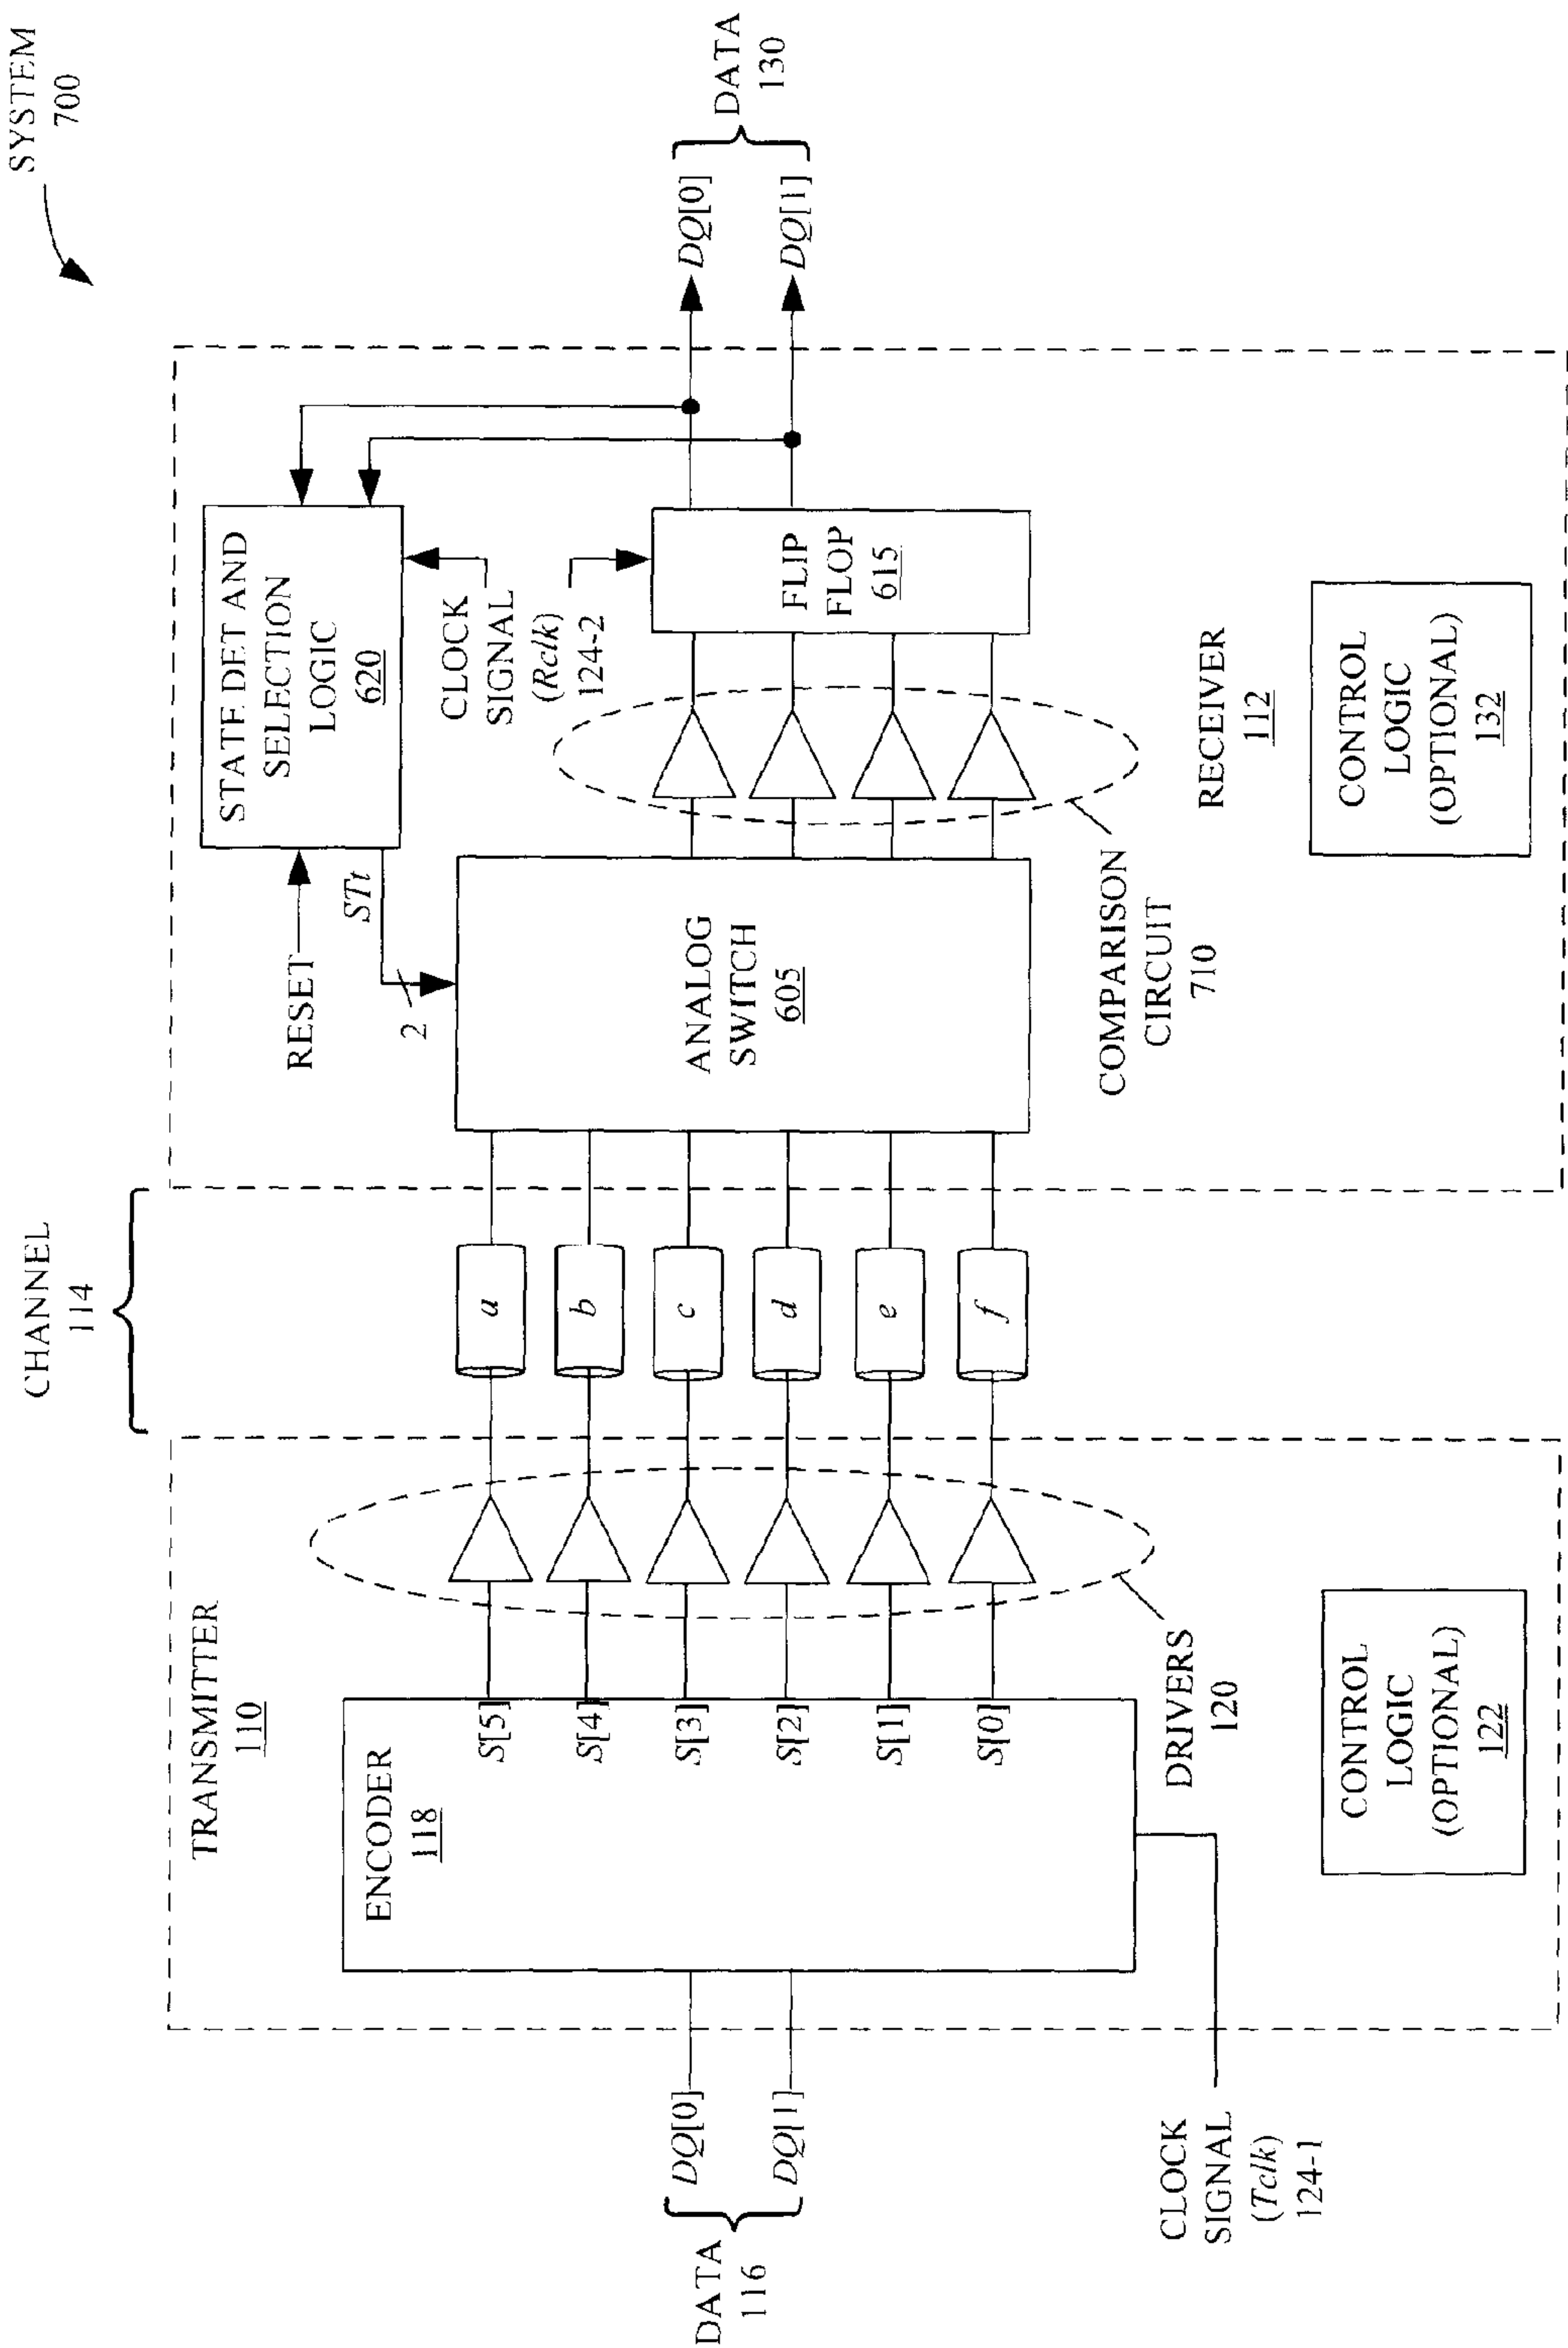 SYSTEM
700
CHANNEL
114
TRANSMITTER
110
ENCODER
118
S[5]
S[4]
S[3]
S[2]
S[1]
S[0]
DATA
116
DQ[0]
DQ[1]
CLOCK
SIGNAL
(Tclk)
124-1
DRIVERS
120
CONTROL
LOGIC
(OPTIONAL)
122
a
b
c
d
e
f
RESET
STt
2
STATE DET AND
SELECTION
LOGIC
620
ANALOG
SWITCH
605
CLOCK
SIGNAL
(Rclk)
124-2
FLIP
FLOP
615
COMPARISON
CIRCUIT
710
RECEIVER
112
CONTROL
LOGIC
(OPTIONAL)
132
DQ[0]
DQ[1]
DATA
130